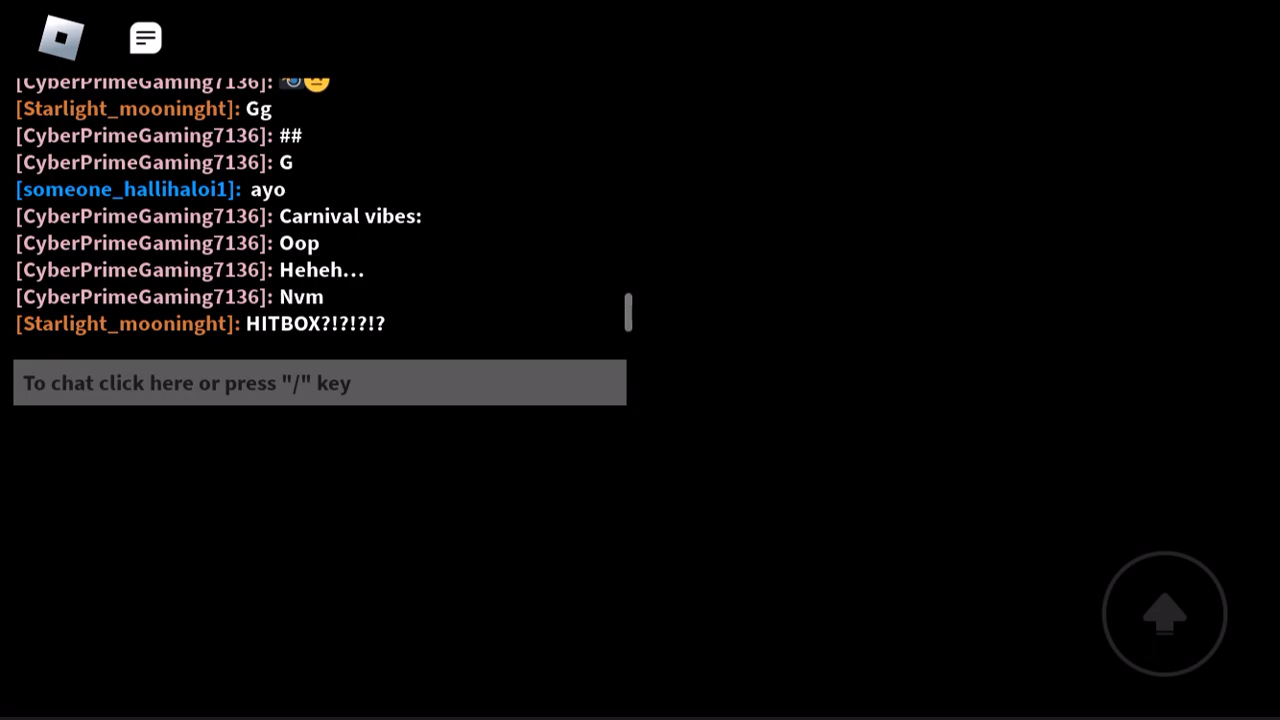 [CyberPrimeGaming7136]: 📷😐
[Starlight_mooninght]: Gg
[CyberPrimeGaming7136]: ##
[CyberPrimeGaming7136]: G
[someone_hallihaloi1]: ayo
[CyberPrimeGaming7136]: Carnival vibes:
[CyberPrimeGaming7136]: Oop
[CyberPrimeGaming7136]: Heheh...
[CyberPrimeGaming7136]: Nvm
[Starlight_mooninght]: HITBOX?!?!?!?
To chat click here or press "/" key